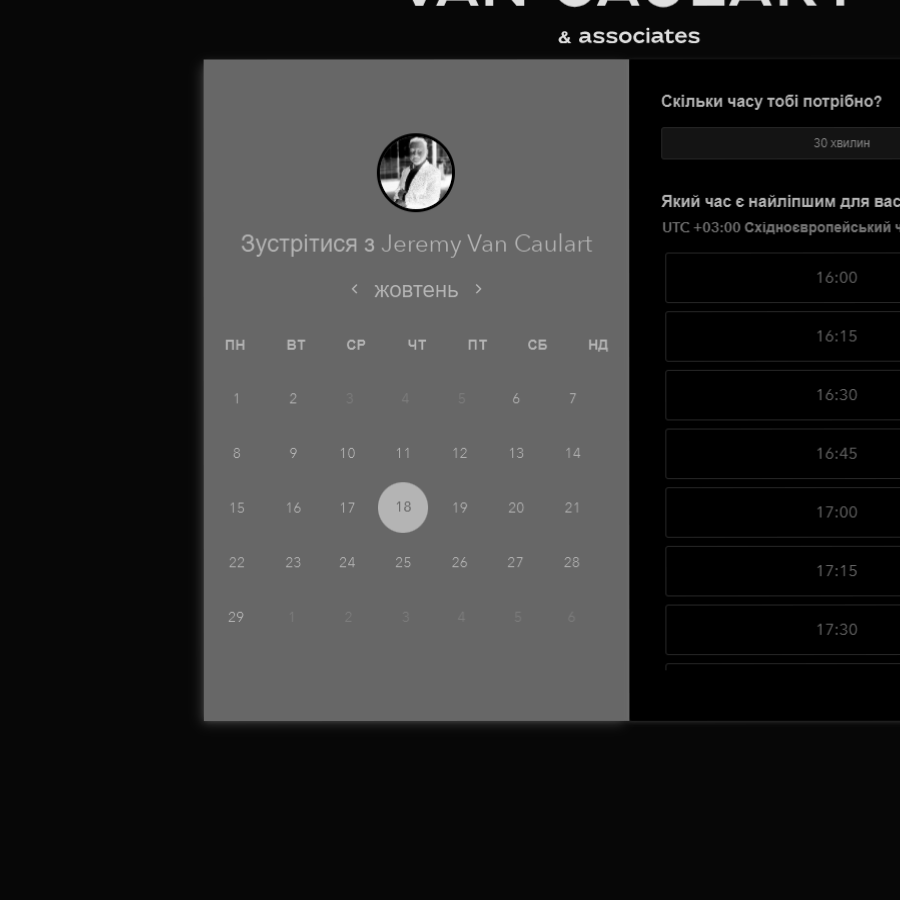 VAN CAULART
& associates
Зустрітися з Jeremy Van Caulart
жовтень
ПН ВТ СР ЧТ ПТ СБ НД
1 2 3 4 5 6 7
8 9 10 11 12 13 14
15 16 17 18 19 20 21
22 23 24 25 26 27 28
29 1 2 3 4 5 6
Скільки часу тобі потрібно?
30 хвилин
Який час є найліпшим для вас
UTC +03:00 Східноєвропейський ч
16:00
16:15
16:30
16:45
17:00
17:15
17:30